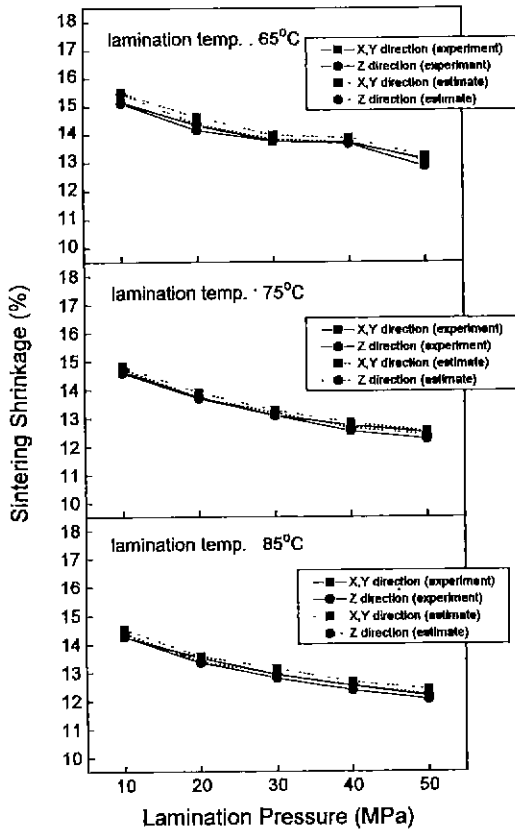 18
17
16
15
14
13
12
11
10
lamination temp. . 65°C
X,Y direction (experiment)
Z direction (experiment)
X,Y direction (estimate)
Z direction (estimate)
18
17
16
15
14
13
12
11
10
lamination temp. 75°C
X,Y direction (experiment)
Z direction (experiment)
X,Y direction (estimate)
Z direction (estimate)
18
17
16
15
14
13
12
11
10
lamination temp. 85°C
X,Y direction (experiment)
Z direction (experiment)
X,Y direction (estimate)
Z direction (estimate)
10 20 30 40 50
Sintering Shrinkage (%)
Lamination Pressure (MPa)